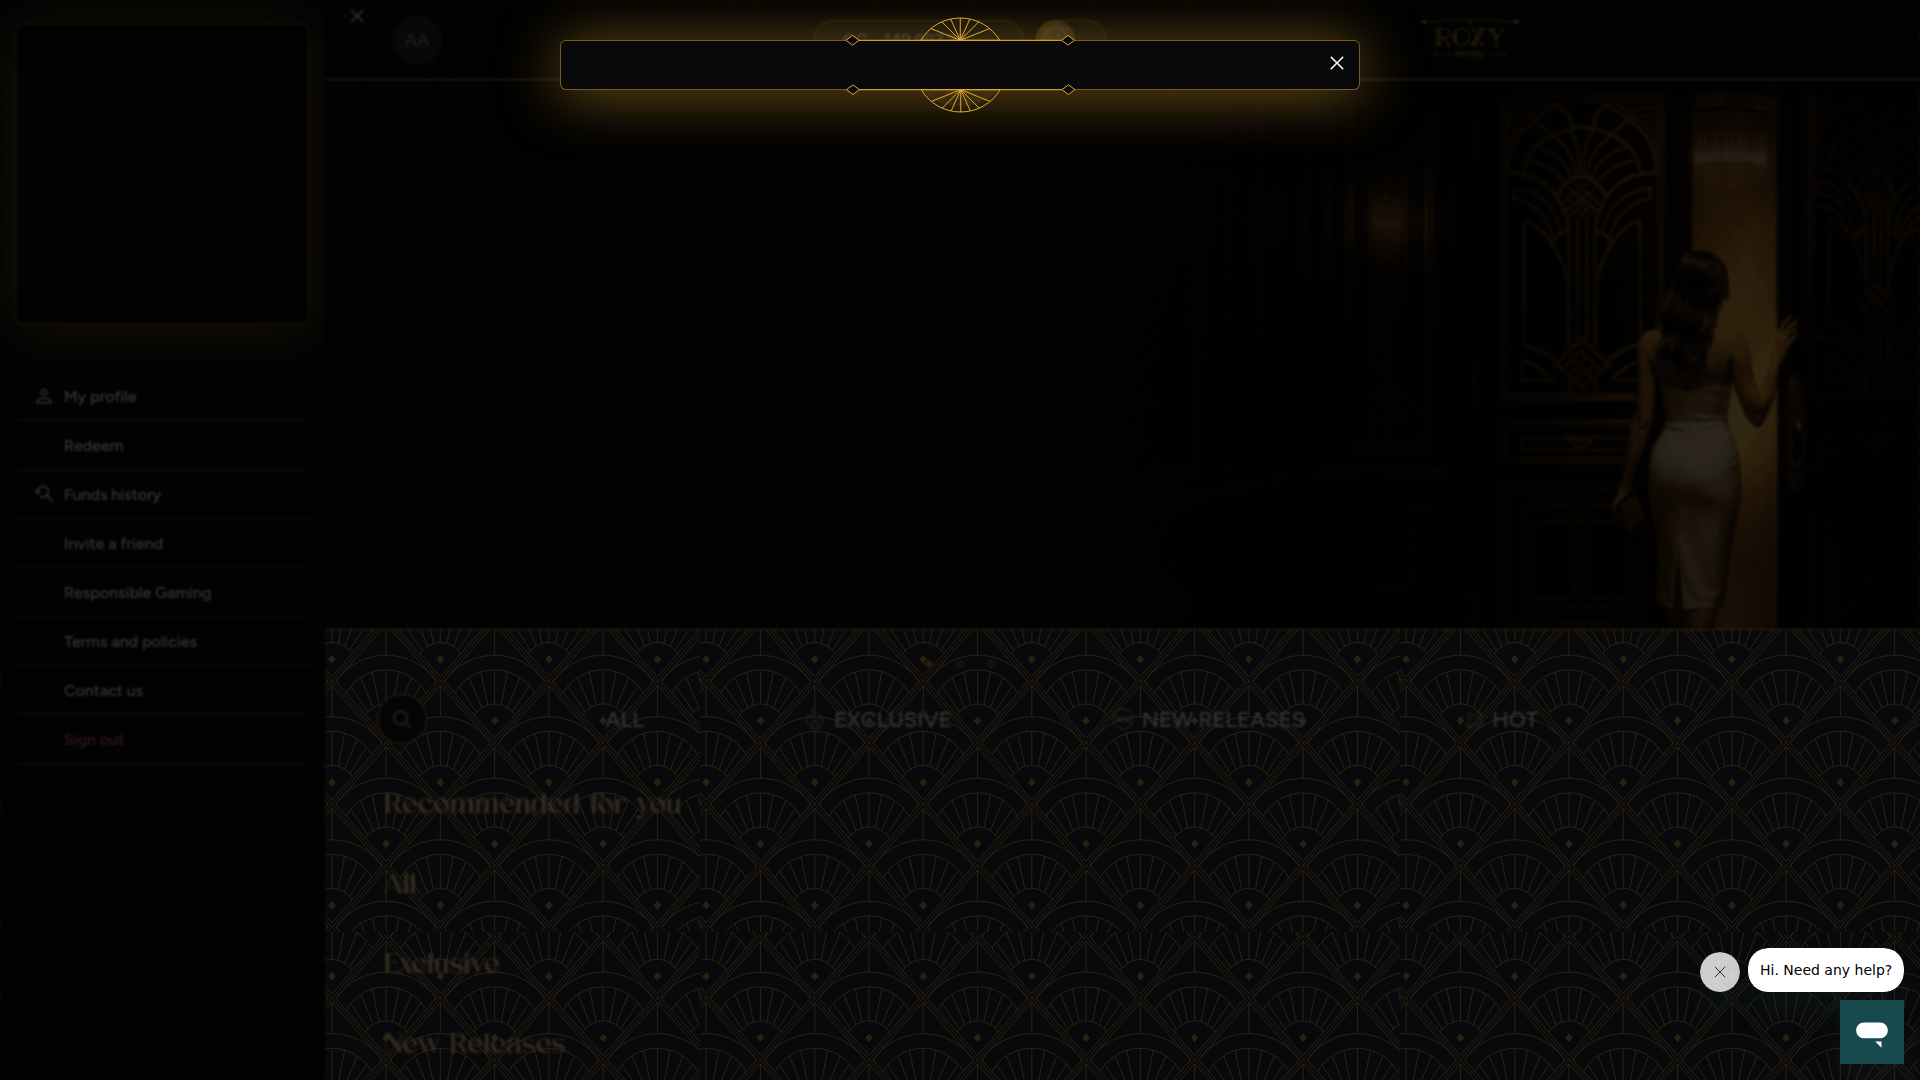 AA
ROXY
My profile
Redeem
Funds history
Invite a friend
Responsible Gaming
Terms and policies
Contact us
Sign out
ALL
EXCLUSIVE
NEW RELEASES
HOT
Recommended for you
All
Exclusive
New Releases
Hi. Need any help?